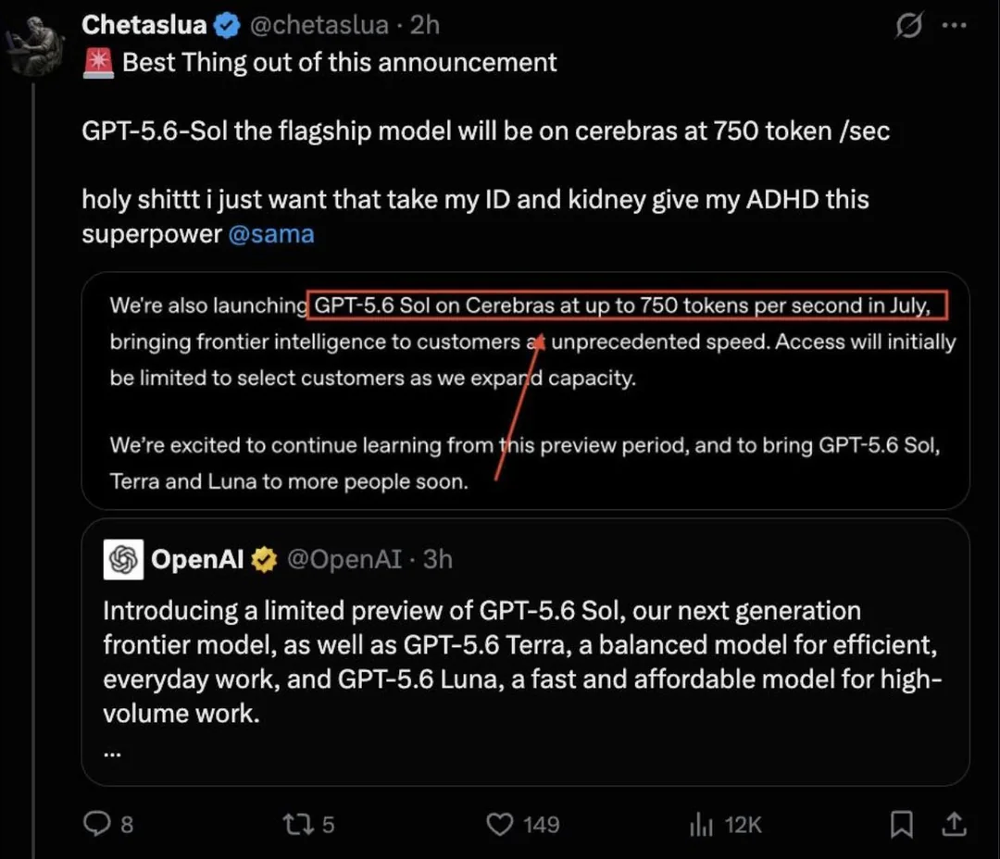 Chetaslua @chetaslua · 2h
🚨 Best Thing out of this announcement
GPT-5.6-Sol the flagship model will be on cerebras at 750 token /sec
holy shittt i just want that take my ID and kidney give my ADHD this
superpower @sama
We're also launching GPT-5.6 Sol on Cerebras at up to 750 tokens per second in July,
bringing frontier intelligence to customers at unprecedented speed. Access will initially
be limited to select customers as we expand capacity.
We're excited to continue learning from this preview period, and to bring GPT-5.6 Sol,
Terra and Luna to more people soon.
OpenAI @OpenAI · 3h
Introducing a limited preview of GPT-5.6 Sol, our next generation
frontier model, as well as GPT-5.6 Terra, a balanced model for efficient,
everyday work, and GPT-5.6 Luna, a fast and affordable model for high-
volume work.
...
8 5 149 12K